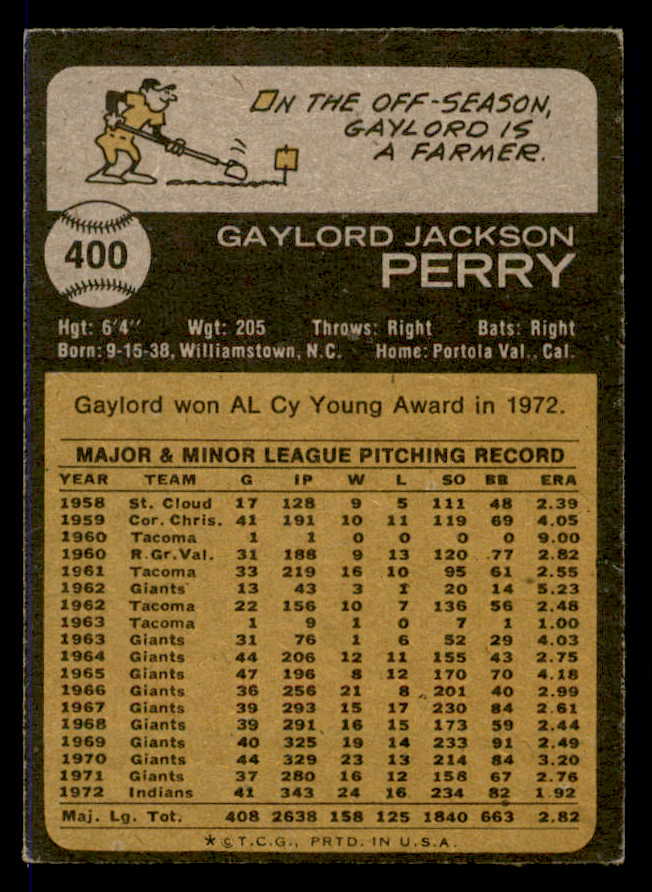 ON THE OFF-SEASON,
GAYLORD IS
A FARMER.
400
GAYLORD JACKSON
PERRY
Hgt: 6'4" Wgt: 205 Throws: Right Bats: Right
Born: 9-15-38, Williamstown, N.C. Home: Portola Val., Cal.
Gaylord won AL Cy Young Award in 1972.
MAJOR & MINOR LEAGUE PITCHING RECORD
YEAR TEAM G IP W L SO BB ERA
1958 St. Cloud 17 128 9 5 111 48 2.39
1959 Cor. Chris. 41 191 10 11 119 69 4.05
1960 Tacoma 1 1 0 0 0 0 9.00
1960 R.Gr.Val. 31 188 9 13 120 77 2.82
1961 Tacoma 33 219 16 10 95 61 2.55
1962 Giants 13 43 3 1 20 14 5.23
1962 Tacoma 22 156 10 7 136 56 2.48
1963 Tacoma 1 9 1 0 7 1 1.00
1963 Giants 31 76 1 6 52 29 4.03
1964 Giants 44 206 12 11 155 43 2.75
1965 Giants 47 196 8 12 170 70 4.18
1966 Giants 36 256 21 8 201 40 2.99
1967 Giants 39 293 15 17 230 84 2.61
1968 Giants 39 291 16 15 173 59 2.44
1969 Giants 40 325 19 14 233 91 2.49
1970 Giants 44 329 23 13 214 84 3.20
1971 Giants 37 280 16 12 158 67 2.76
1972 Indians 41 343 24 16 234 82 1.92
Maj. Lg. Tot. 408 2638 158 125 1840 663 2.82
*©T.C.G., PRTD. IN U.S.A.